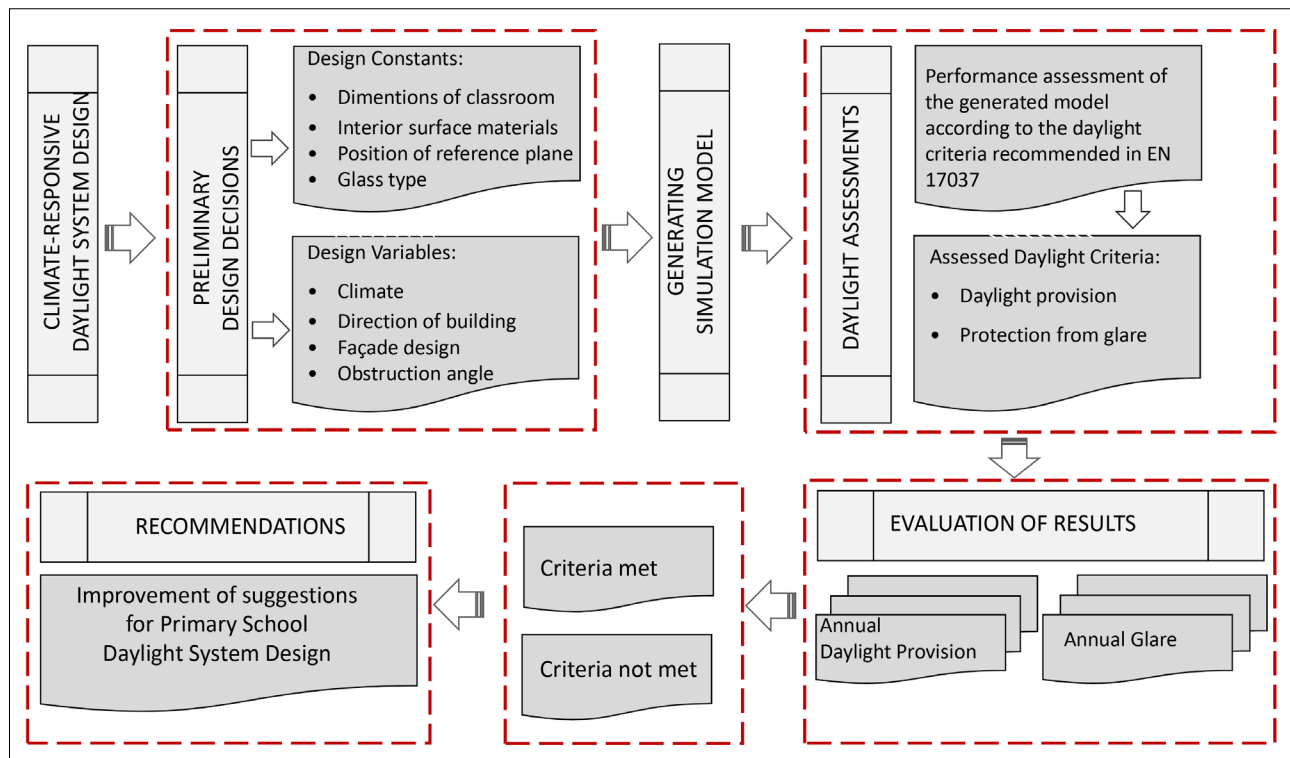 CLIMATE-RESPONSIVE
DAYLIGHT SYSTEM DESIGN
PRELIMINARY
DESIGN DECISIONS
Design Constants:
• Dimentions of classroom
• Interior surface materials
• Position of reference plane
• Glass type
Design Variables:
• Climate
• Direction of building
• Façade design
• Obstruction angle
GENERATING
SIMULATION MODEL
DAYLIGHT ASSESSMENTS
Performance assessment of
the generated model
according to the daylight
criteria recommended in EN
17037
Assessed Daylight Criteria:
• Daylight provision
• Protection from glare
EVALUATION OF RESULTS
Annual
Daylight Provision
Annual Glare
Criteria met
Criteria not met
RECOMMENDATIONS
Improvement of suggestions
for Primary School
Daylight System Design